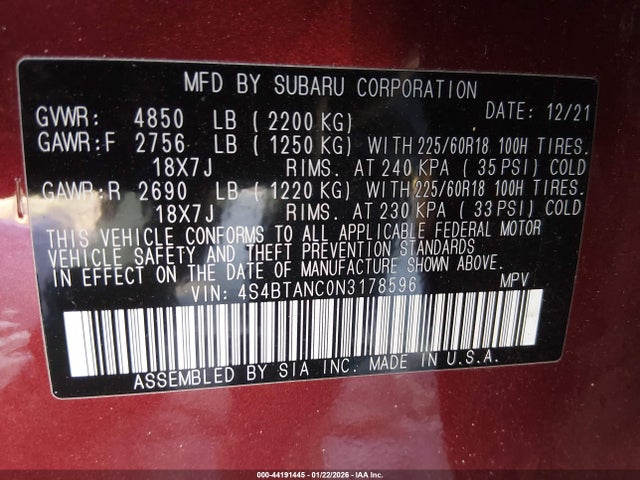 MFD BY SUBARU CORPORATION
GVWR: 4850 LB ( 2200 KG) DATE: 12/21
GAWR:F 2756 LB ( 1250 KG) WITH 225/60R18 100H TIRES.
18X7J RIMS. AT 240 KPA ( 35 PSI) COLD
GAWR:R 2690 LB ( 1220 KG) WITH 225/60R18 100H TIRES.
18X7J RIMS. AT 230 KPA ( 33 PSI) COLD
THIS VEHICLE CONFORMS TO ALL APPLICABLE FEDERAL MOTOR
VEHICLE SAFETY AND THEFT PREVENTION STANDARDS
IN EFFECT ON THE DATE OF MANUFACTURE SHOWN ABOVE.
VIN: 4S4BTANC0N3178596 MPV
ASSEMBLED BY SIA INC. MADE IN U.S.A.
000-44191445 - 01/22/2026 - IAA Inc.